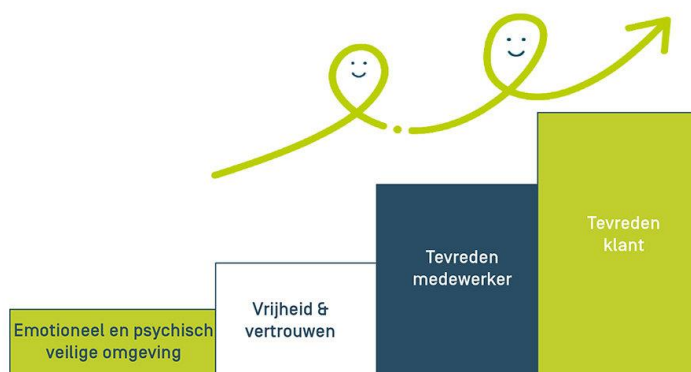 Emotioneel en psychisch
veilige omgeving
Vrijheid &
vertrouwen
Tevreden
medewerker
Tevreden
klant